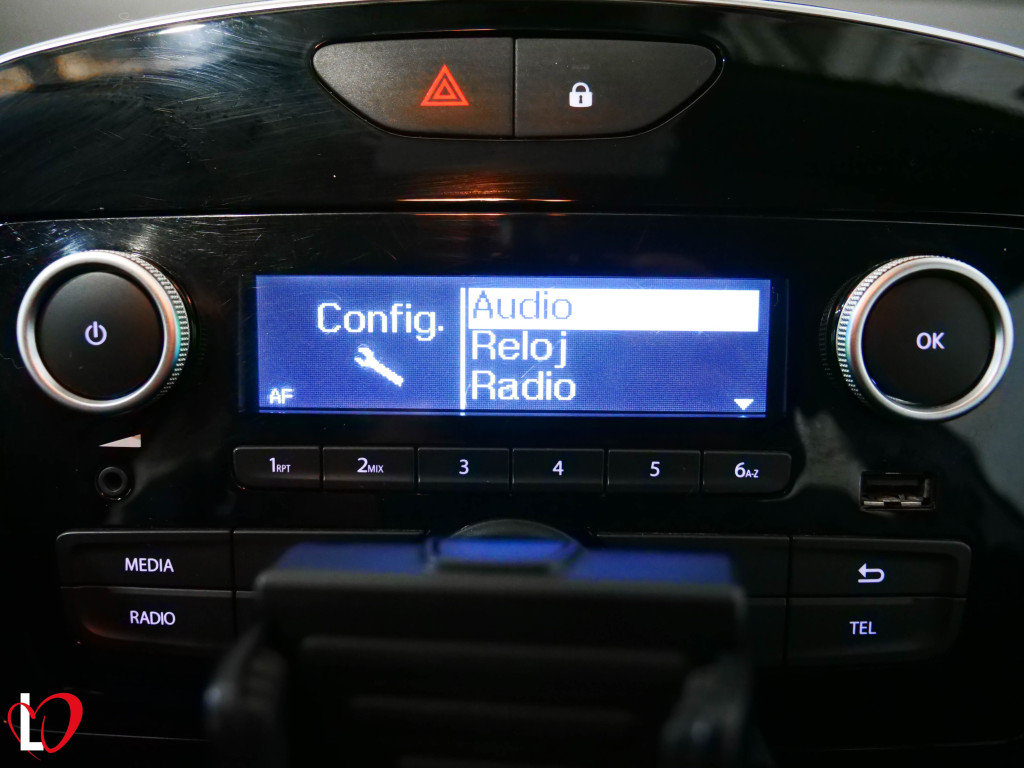 Config.
Audio
Reloj
Radio
AF
OK
1RPT
2MIX
3
4
5
6A-Z
MEDIA
RADIO
TEL
L